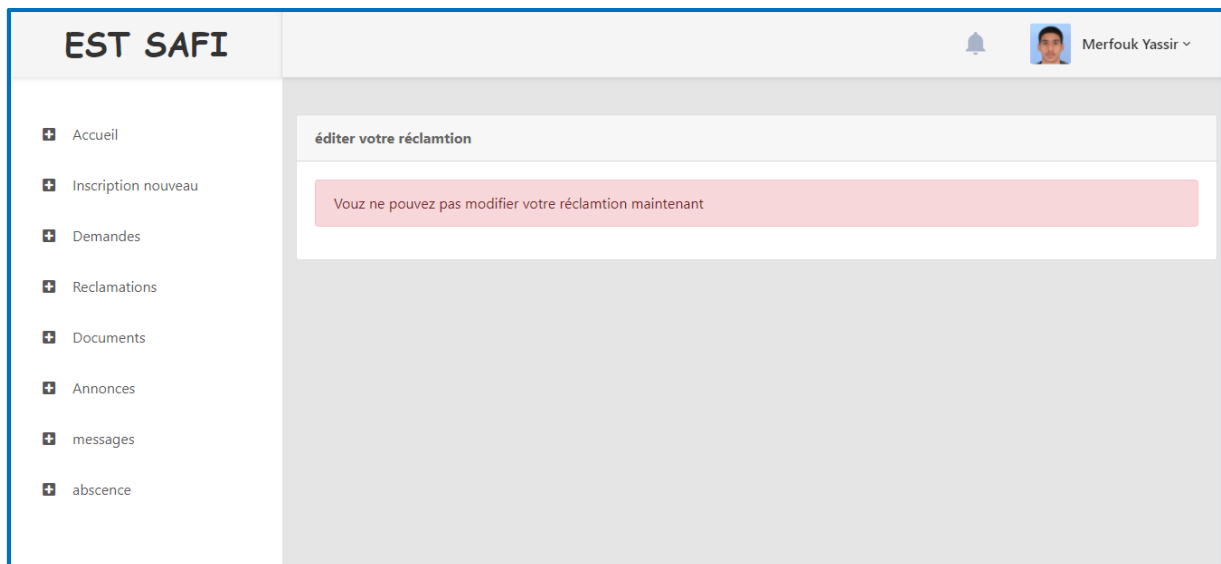 EST SAFI
Merfouk Yassir
Accueil
Inscription nouveau
Demandes
Reclamations
Documents
Annonces
messages
abscence
éditer votre réclamtion
Vouz ne pouvez pas modifier votre réclamtion maintenant